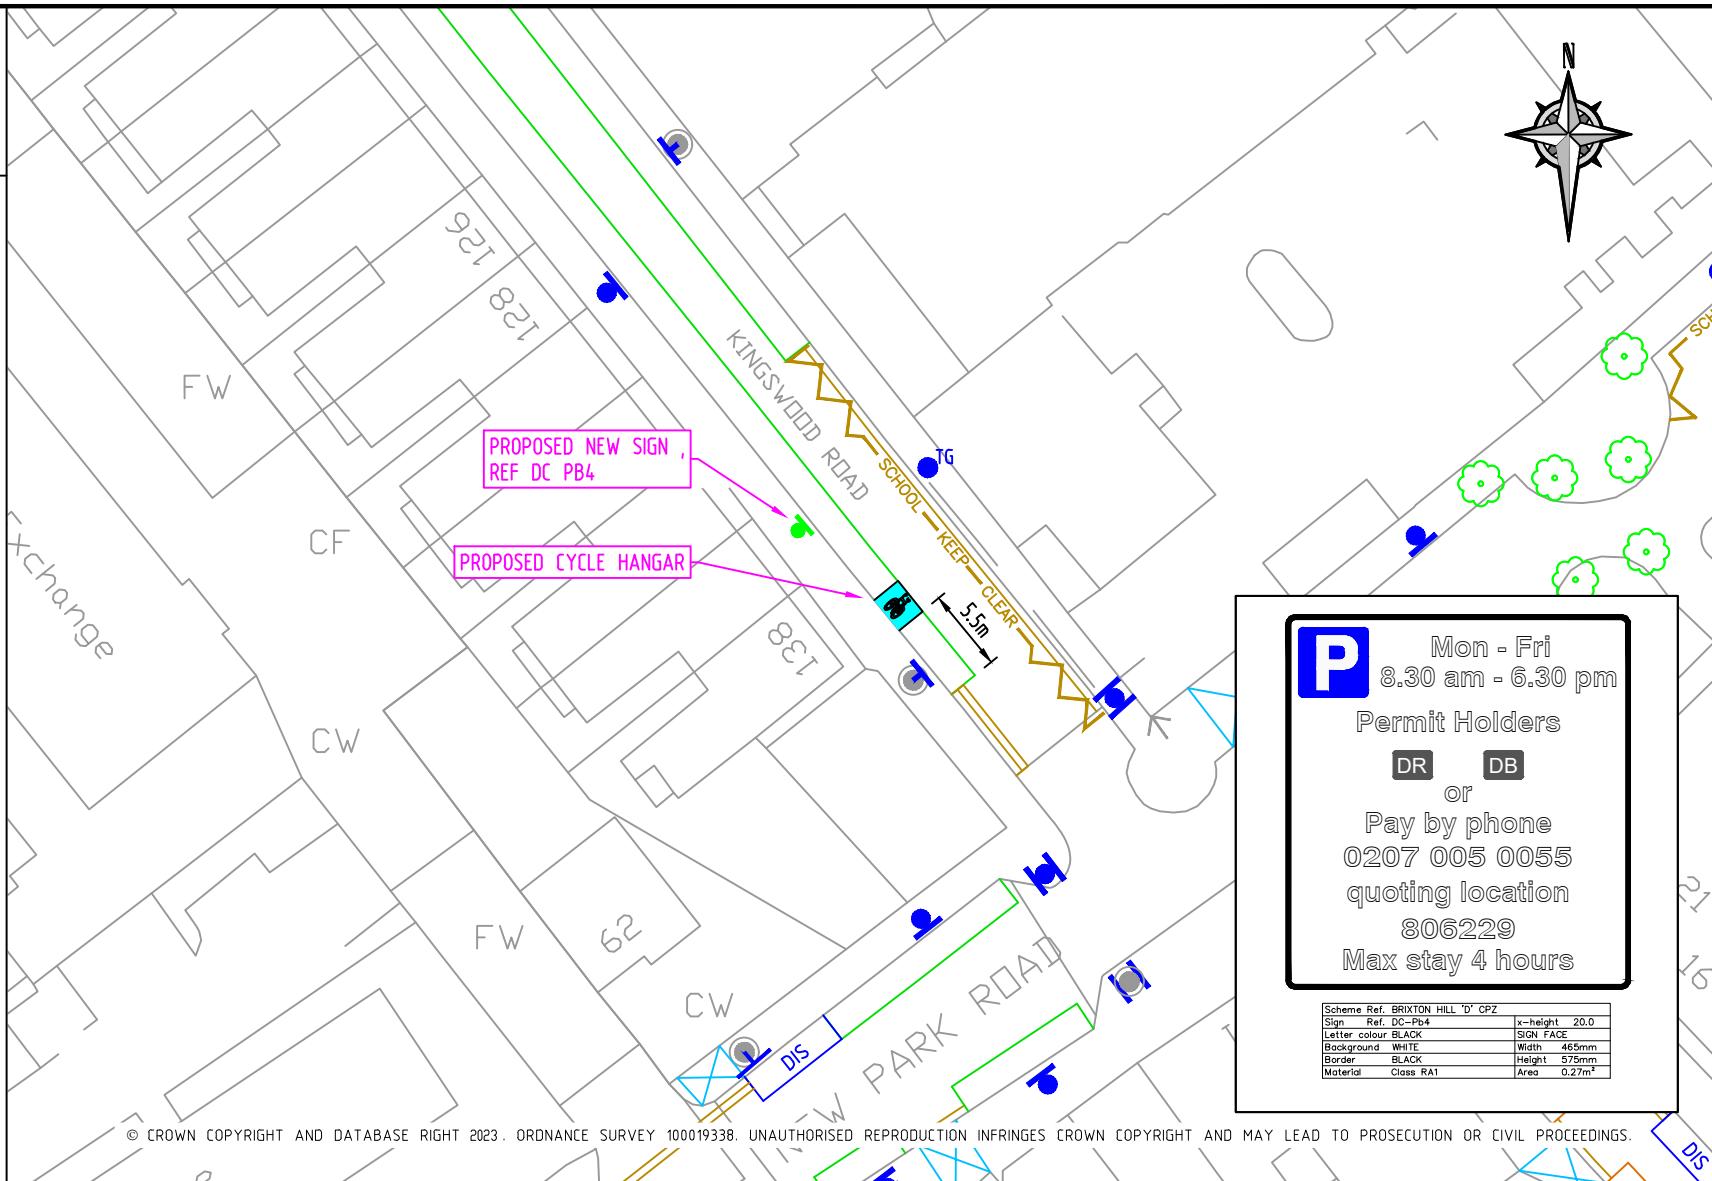 N
126
128
FW
KINGSWOOD ROAD
PROPOSED NEW SIGN ,
REF DC PB4
TG
SCHOOL KEEP CLEAR
CF
xchange
PROPOSED CYCLE HANGAR
5.5m
138
CW
FW
62
CW
DIS
NEW PARK ROAD
P
Mon - Fri
8.30 am - 6.30 pm
Permit Holders
DR DB
or
Pay by phone
0207 005 0055
quoting location
806229
Max stay 4 hours
Scheme Ref. BRIXTON HILL 'D' CPZ
Sign Ref. DC-Pb4 x-height 20.0
Letter colour BLACK SIGN FACE
Background WHITE Width 465mm
Border BLACK Height 575mm
Material Class RA1 Area 0.27m²
21
16
© CROWN COPYRIGHT AND DATABASE RIGHT 2023. ORDNANCE SURVEY 100019338. UNAUTHORISED REPRODUCTION INFRINGES CROWN COPYRIGHT AND MAY LEAD TO PROSECUTION OR CIVIL PROCEEDINGS.
DIS